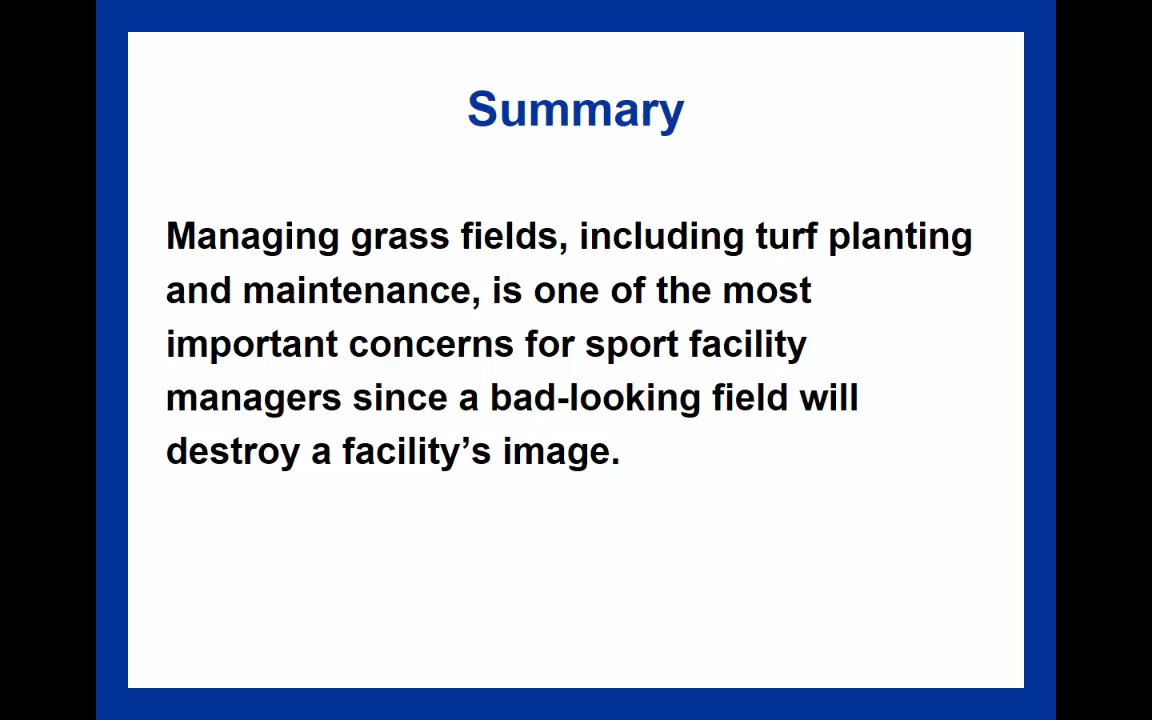 Summary
Managing grass fields, including turf planting
and maintenance, is one of the most
important concerns for sport facility
managers since a bad-looking field will
destroy a facility’s image.